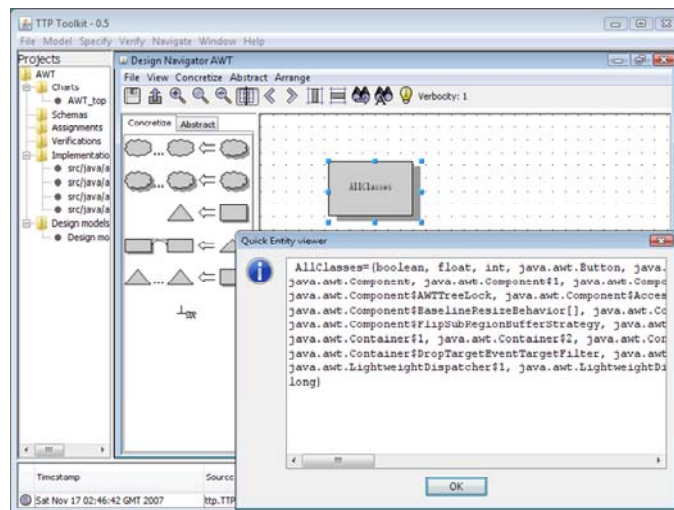 TTP Toolkit - 0.5
File Model Specify Verify Navigate Window Help
Projects
AWT
Charts
AWT_top
Schemas
Assignments
Verifications
Implementatio
src/java/a
src/java/a
src/java/a
src/java/a
Design models
Design mo
Design Navigator AWT
File View Concretize Abstract Arrange
Verbocity: 1
Concretize Abstract
AllClasses
Quick Entity viewer
AllClasses={boolean, float, int, java.awt.Button, java.
java.awt.Component, java.awt.Component$1, java.awt.Compo
java.awt.Component$AWTTreeLock, java.awt.Component$Acces
java.awt.Component$BaselineResizeBehavior[], java.awt.Co
java.awt.Component$FlipSubRegionBufferStrategy, java.awt
java.awt.Container$1, java.awt.Container$2, java.awt.Con
java.awt.Container$DropTargetEventTargetFilter, java.awt
java.awt.LightweightDispatcher$1, java.awt.LightweightDi
long}
OK
Timestamp Source
Sat Nov 17 02:46:42 GMT 2007 ttp.TTP